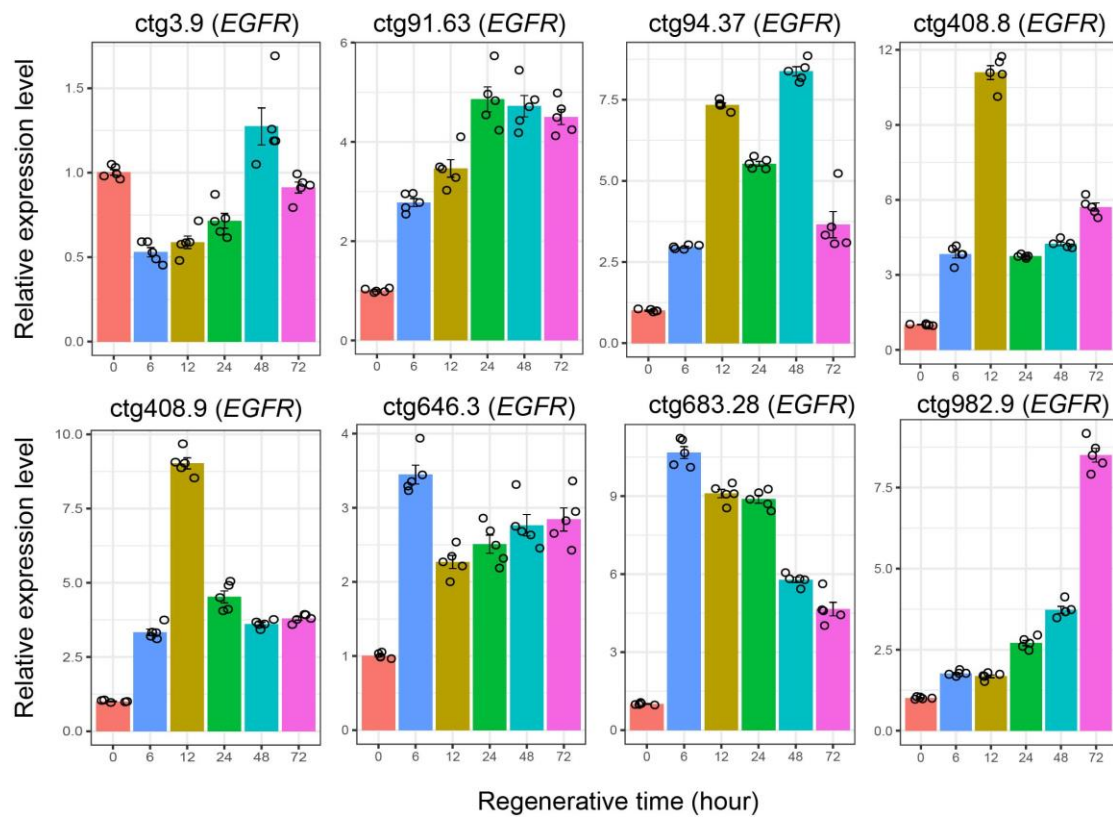 ctg3.9 (EGFR) ctg91.63 (EGFR) ctg94.37 (EGFR) ctg408.8 (EGFR)
Relative expression level
1.5
1.0
0.5
0.0
0 6 12 24 48 72
6
4
2
0
0 6 12 24 48 72
7.5
5.0
2.5
0.0
0 6 12 24 48 72
12
9
6
3
0
0 6 12 24 48 72
ctg408.9 (EGFR) ctg646.3 (EGFR) ctg683.28 (EGFR) ctg982.9 (EGFR)
Relative expression level
10.0
7.5
5.0
2.5
0.0
0 6 12 24 48 72
4
3
2
1
0
0 6 12 24 48 72
9
6
3
0
0 6 12 24 48 72
7.5
5.0
2.5
0.0
0 6 12 24 48 72
Regenerative time (hour)